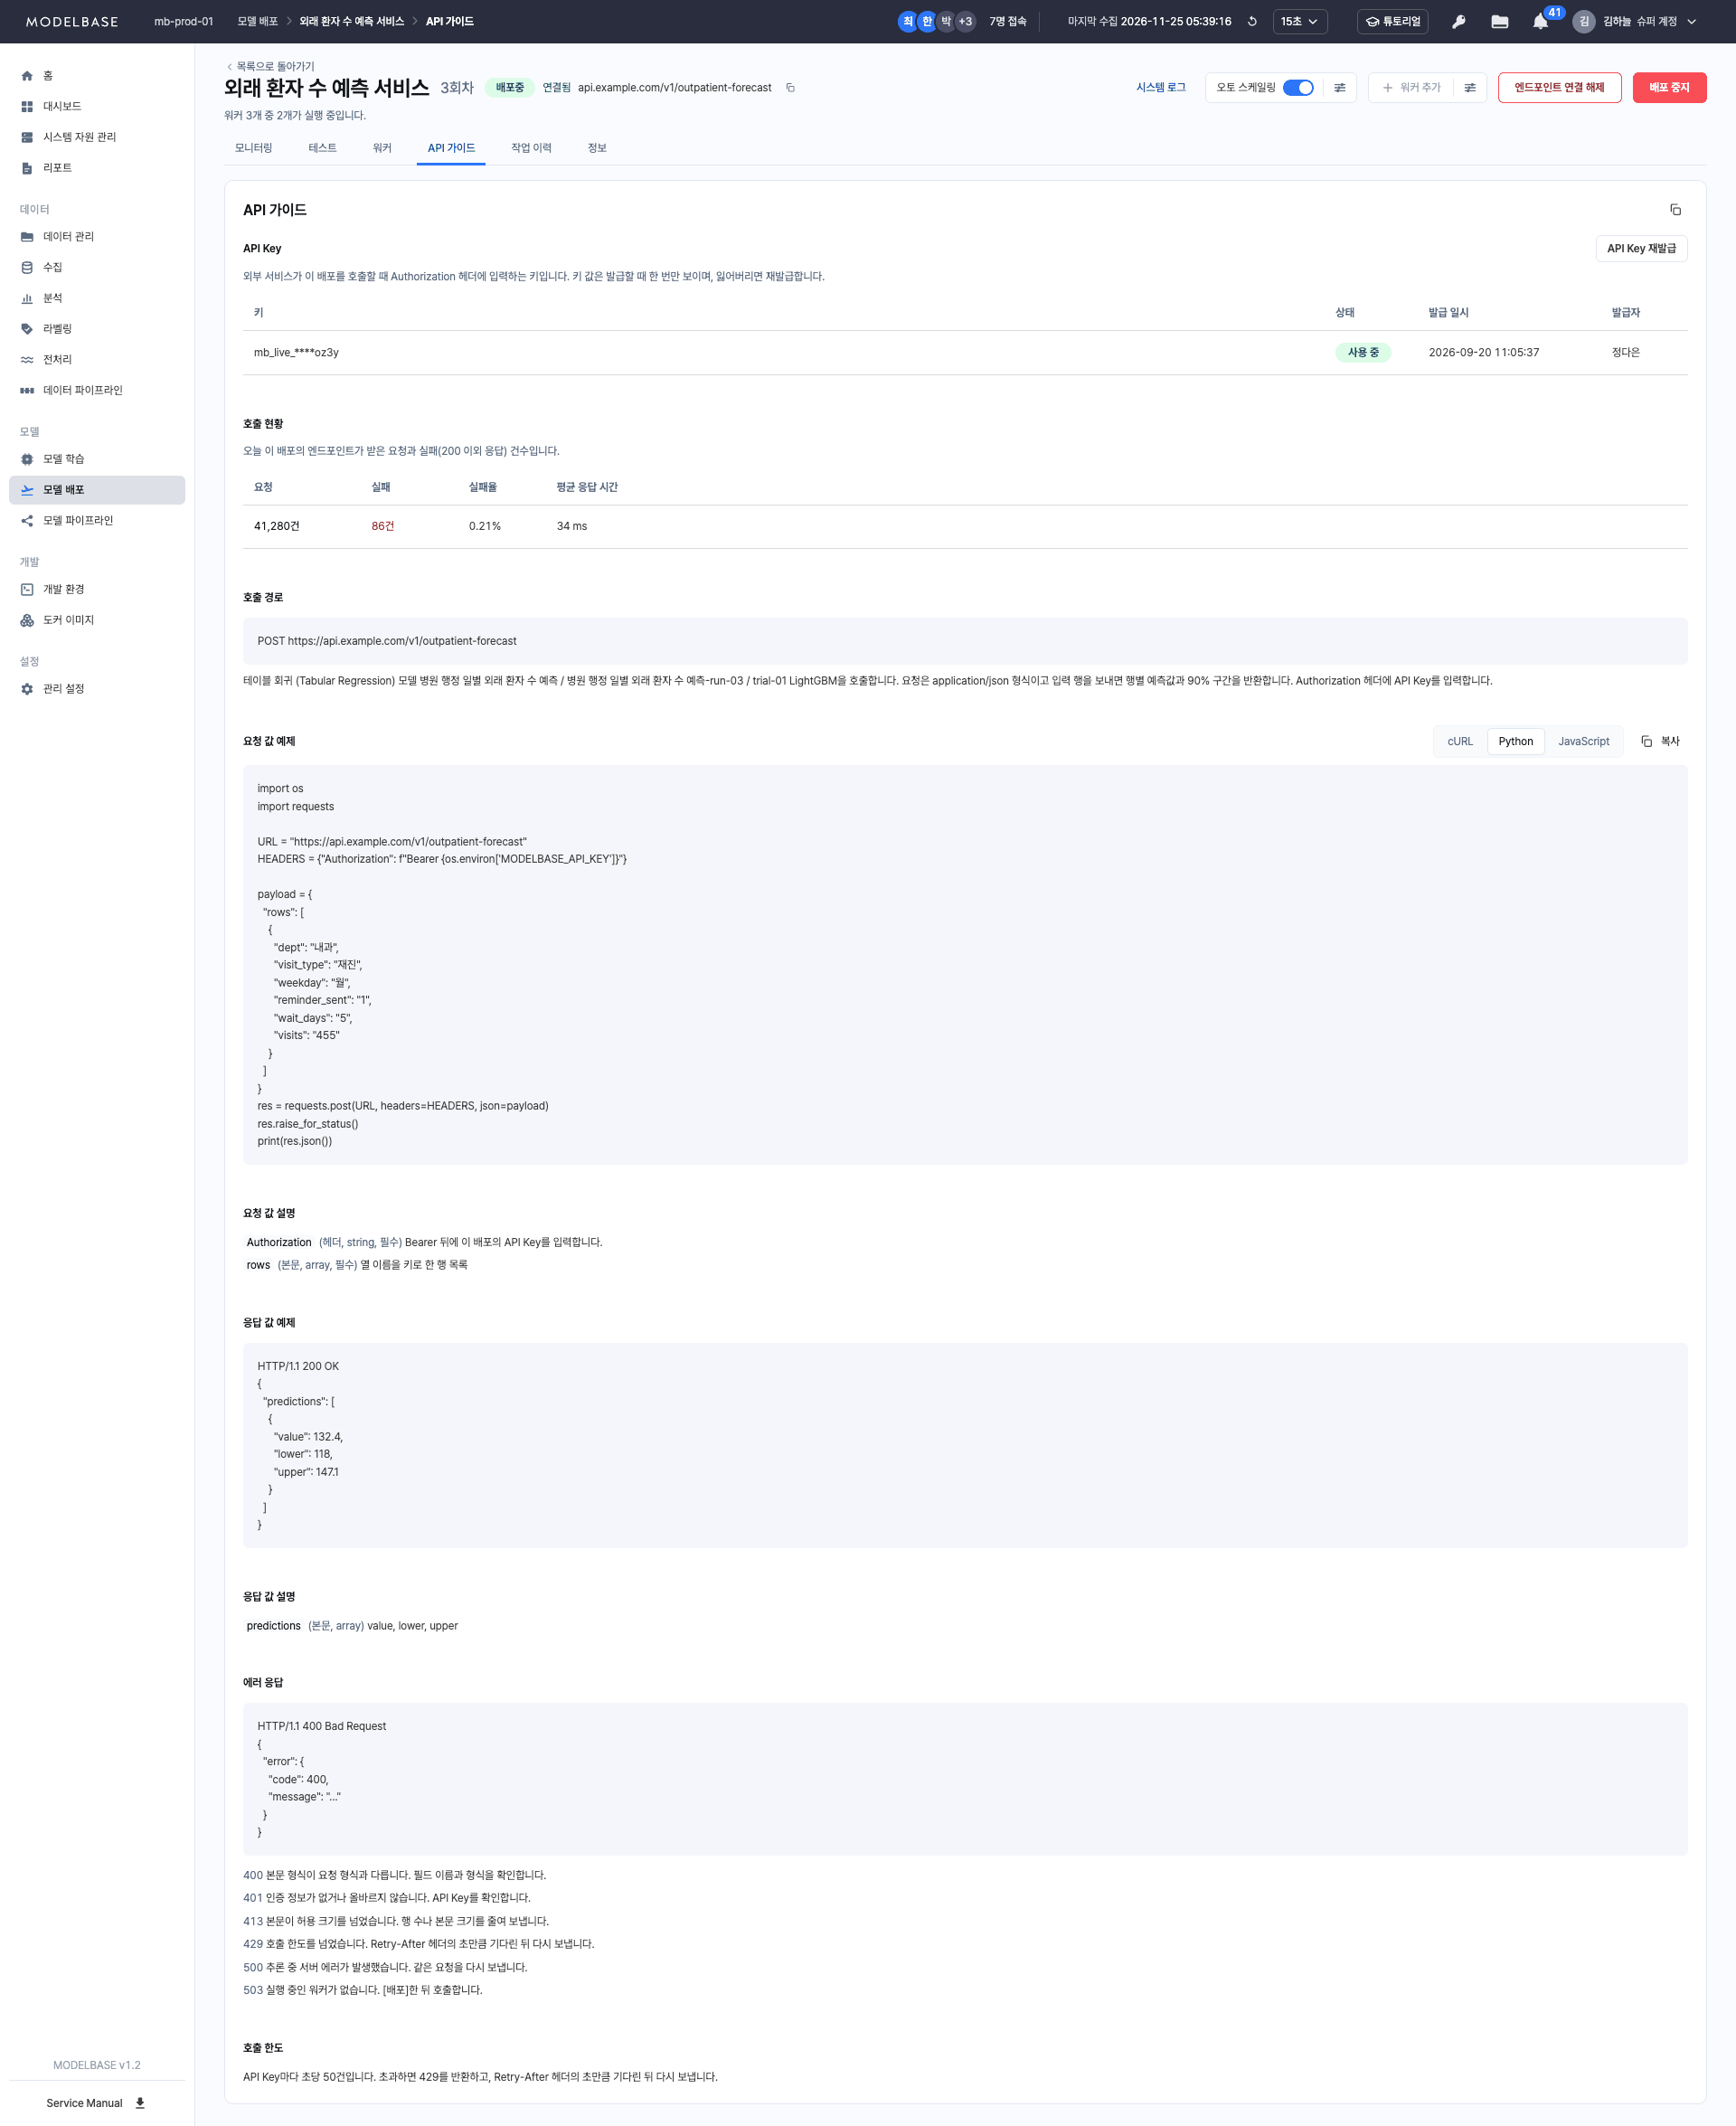 MODELBASE
mb-prod-01
모델 배포 > 외래 환자 수 예측 서비스 > API 가이드
최 한 박 +3 7명 접속
마지막 수집 2026-11-25 05:39:16
15초
튜토리얼
41
김 김하늘 슈퍼 계정
홈
대시보드
시스템 자원 관리
리포트
데이터
데이터 관리
수집
분석
라벨링
전처리
데이터 파이프라인
모델
모델 학습
모델 배포
모델 파이프라인
개발
개발 환경
도커 이미지
설정
관리 설정
MODELBASE v1.2
Service Manual
목록으로 돌아가기
외래 환자 수 예측 서비스 3회차 배포중 연결됨 api.example.com/v1/outpatient-forecast
시스템 로그 오토 스케일링 워커 추가 엔드포인트 연결 해제 배포 중지
워커 3개 중 2개가 실행 중입니다.
모니터링 테스트 워커 API 가이드 작업 이력 정보
API 가이드
API Key
API Key 재발급
외부 서비스가 이 배포를 호출할 때 Authorization 헤더에 입력하는 키입니다. 키 값은 발급할 때 한 번만 보이며, 잃어버리면 재발급합니다.
키 상태 발급 일시 발급자
mb_live_****oz3y 사용 중 2026-09-20 11:05:37 정다은
호출 현황
오늘 이 배포의 엔드포인트가 받은 요청과 실패(200 이외 응답) 건수입니다.
요청 실패 실패율 평균 응답 시간
41,280건 86건 0.21% 34 ms
호출 경로
POST https://api.example.com/v1/outpatient-forecast
테이블 회귀 (Tabular Regression) 모델 병원 행정 일별 외래 환자 수 예측 / 병원 행정 일별 외래 환자 수 예측-run-03 / trial-01 LightGBM을 호출합니다. 요청은 application/json 형식이고 입력 행을 보내면 행별 예측값과 90% 구간을 반환합니다. Authorization 헤더에 API Key를 입력합니다.
요청 값 예제
cURL Python JavaScript 복사
import os
import requests
URL = "https://api.example.com/v1/outpatient-forecast"
HEADERS = {"Authorization": f"Bearer {os.environ['MODELBASE_API_KEY']}"}
payload = {
"rows": [
{
"dept": "내과",
"visit_type": "재진",
"weekday": "월",
"reminder_sent": "1",
"wait_days": "5",
"visits": "455"
}
]
}
res = requests.post(URL, headers=HEADERS, json=payload)
res.raise_for_status()
print(res.json())
요청 값 설명
Authorization (헤더, string, 필수) Bearer 뒤에 이 배포의 API Key를 입력합니다.
rows (본문, array, 필수) 열 이름을 키로 한 행 목록
응답 값 예제
HTTP/1.1 200 OK
{
"predictions": [
{
"value": 132.4,
"lower": 118,
"upper": 147.1
}
]
}
응답 값 설명
predictions (본문, array) value, lower, upper
에러 응답
HTTP/1.1 400 Bad Request
{
"error": {
"code": 400,
"message": "..."
}
}
400 본문 형식이 요청 형식과 다릅니다. 필드 이름과 형식을 확인합니다.
401 인증 정보가 없거나 올바르지 않습니다. API Key를 확인합니다.
413 본문이 허용 크기를 넘었습니다. 행 수나 본문 크기를 줄여 보냅니다.
429 호출 한도를 넘었습니다. Retry-After 헤더의 초만큼 기다린 뒤 다시 보냅니다.
500 추론 중 서버 에러가 발생했습니다. 같은 요청을 다시 보냅니다.
503 실행 중인 워커가 없습니다. [배포]한 뒤 호출합니다.
호출 한도
API Key마다 초당 50건입니다. 초과하면 429를 반환하고, Retry-After 헤더의 초만큼 기다린 뒤 다시 보냅니다.